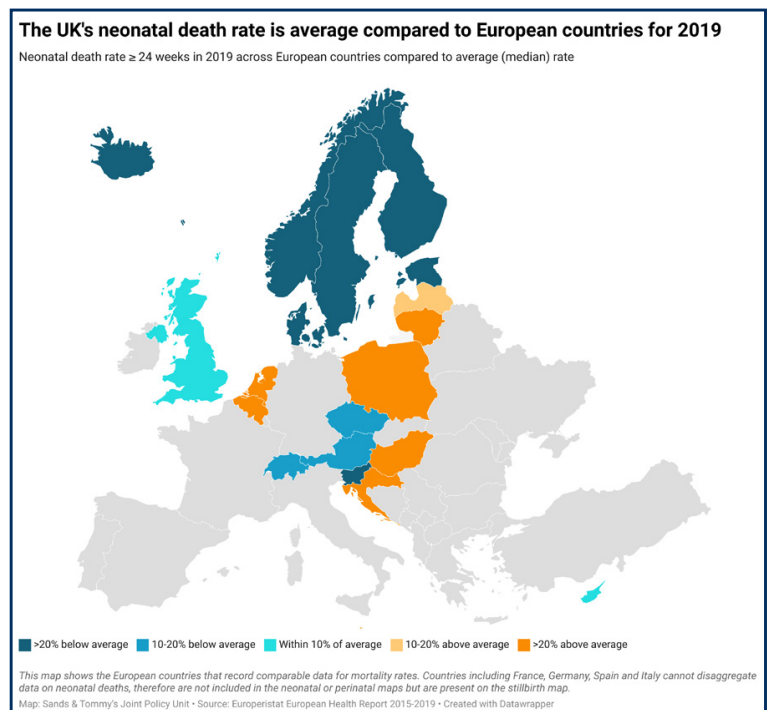 The UK's neonatal death rate is average compared to European countries for 2019
Neonatal death rate ≥ 24 weeks in 2019 across European countries compared to average (median) rate
>20% below average 10-20% below average Within 10% of average 10-20% above average >20% above average
This map shows the European countries that record comparable data for mortality rates. Countries including France, Germany, Spain and Italy cannot disaggregate
data on neonatal deaths, therefore are not included in the neonatal or perinatal maps but are present on the stillbirth map.
Map: Sands & Tommy's Joint Policy Unit • Source: Euperistat European Health Report 2015-2019 • Created with Datawrapper